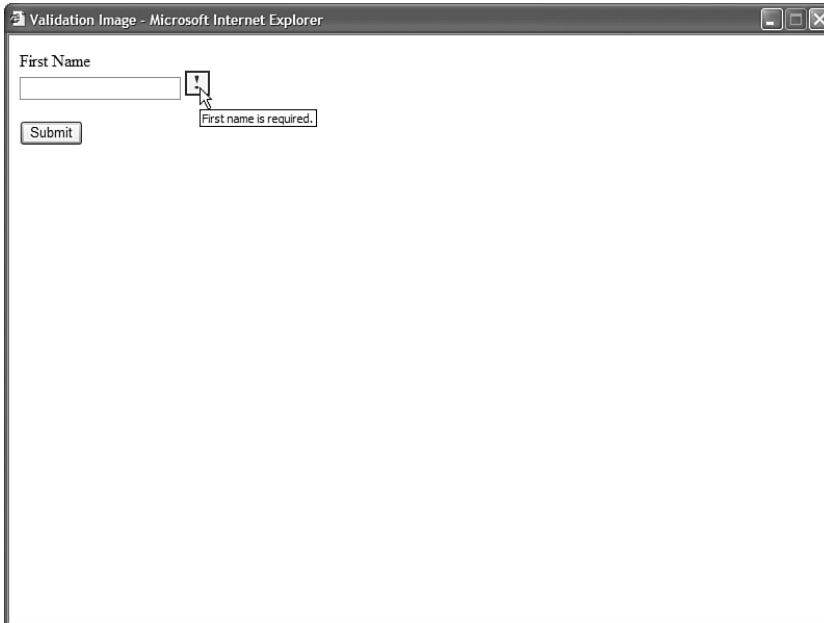 Validation Image - Microsoft Internet Explorer
First Name
!
First name is required.
Submit